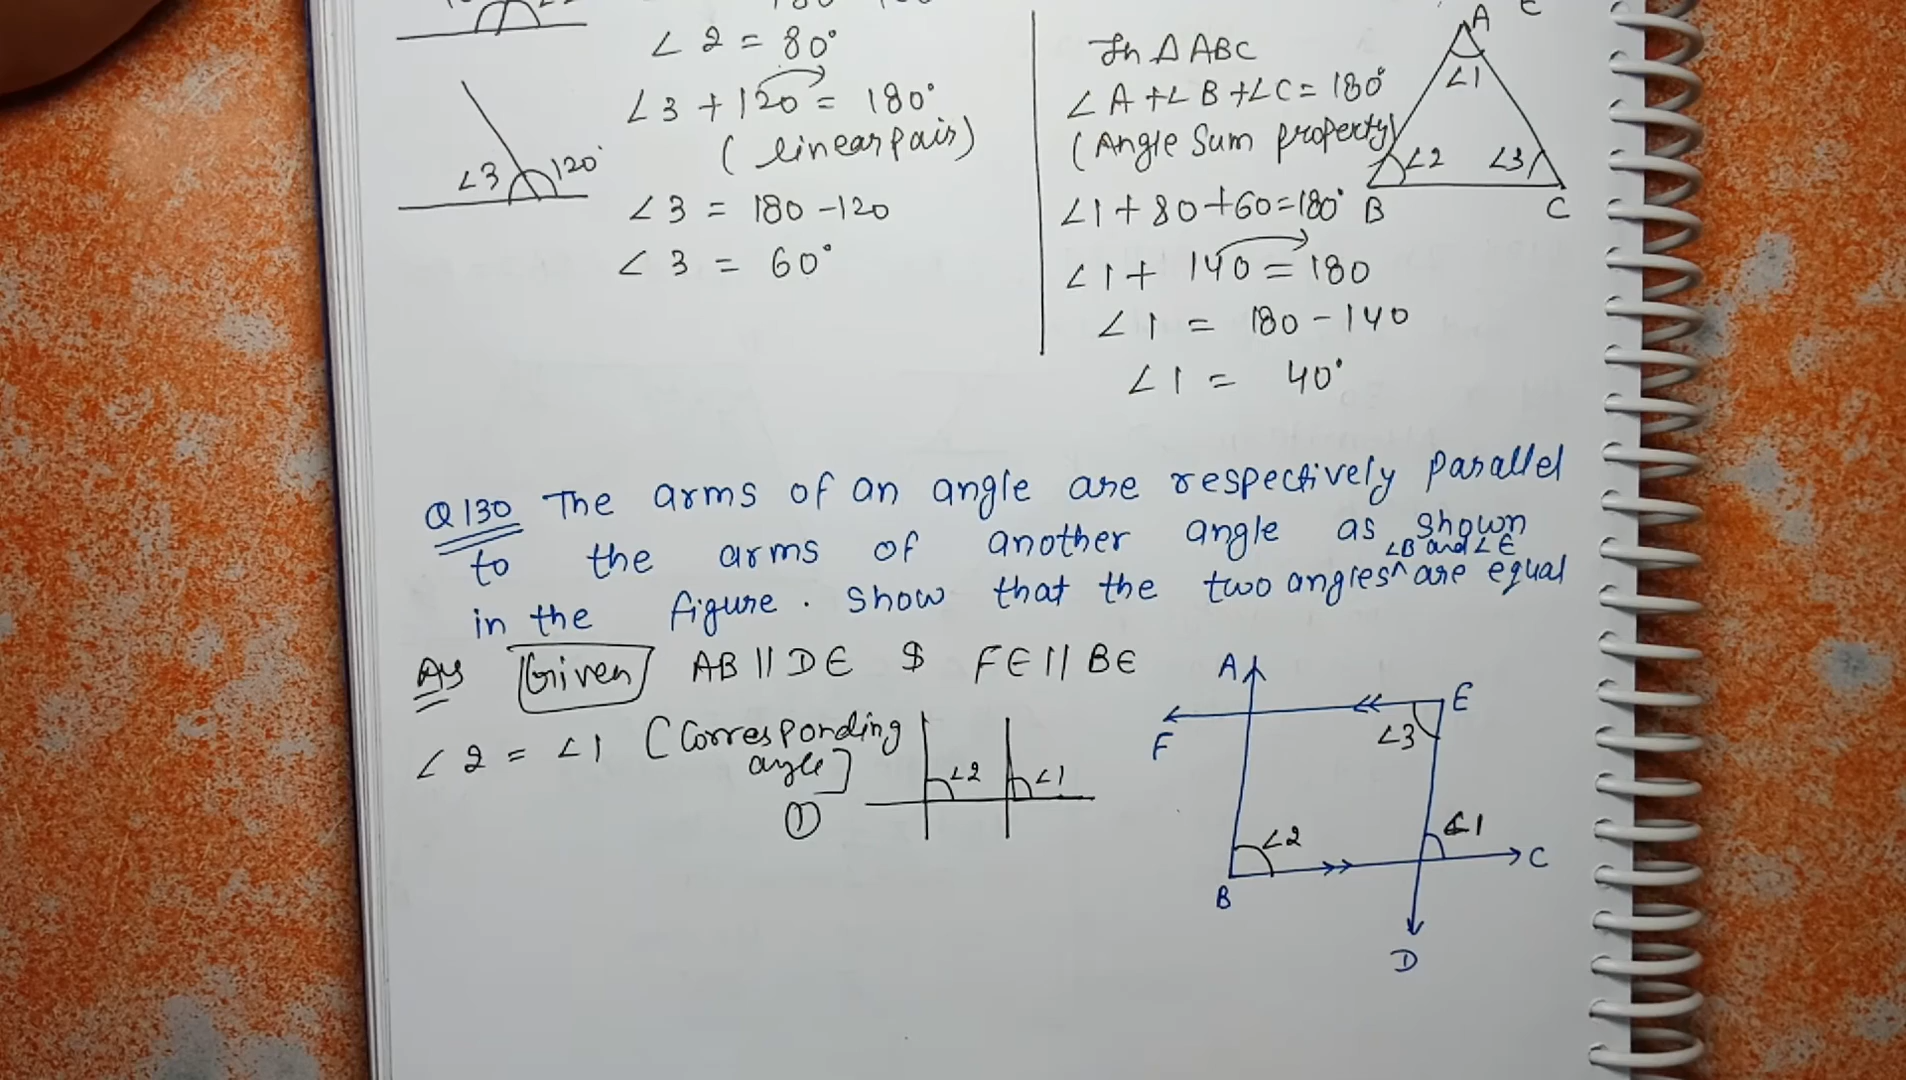 ∠2 = 80°
∠3 + 120 = 180°
(linear pair)
∠3 = 180 - 120
∠3 = 60°
∠3 120°
In △ABC
∠A + ∠B + ∠C = 180°
(Angle Sum property)
∠1 + 80 + 60 = 180°
∠1 + 140 = 180
∠1 = 180 - 140
∠1 = 40°
A
∠1
∠2 ∠3
B C
Q130 The arms of an angle are respectively parallel
to the arms of another angle as shown
∠B and ∠E
in the figure. Show that the two angles ^ are equal
Given AB || DE $ FE || BE
∠2 = ∠1 [Corresponding
angle]
①
∠2 ∠1
A E
F ∠3
∠2 ∠1
B C
D